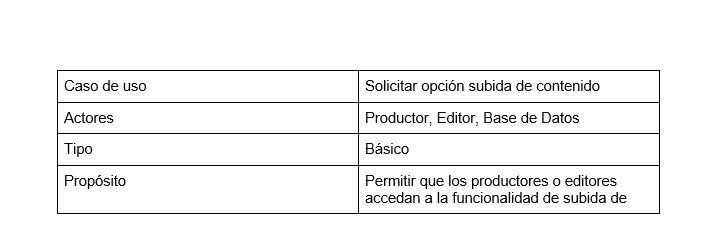 Caso de uso Solicitar opción subida de contenido
Actores Productor, Editor, Base de Datos
Tipo Básico
Propósito Permitir que los productores o editores
accedan a la funcionalidad de subida de